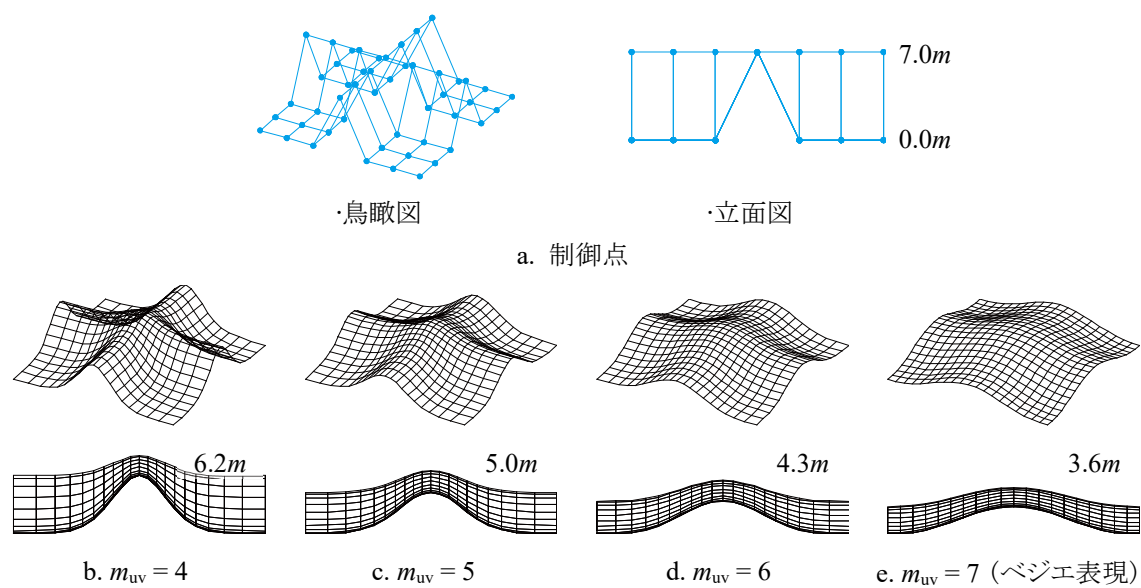 7.0m
0.0m
·鳥瞰図
·立面図
a. 制御点
6.2m
5.0m
4.3m
3.6m
b. muv = 4
c. muv = 5
d. muv = 6
e. muv = 7 (ベジエ表現)